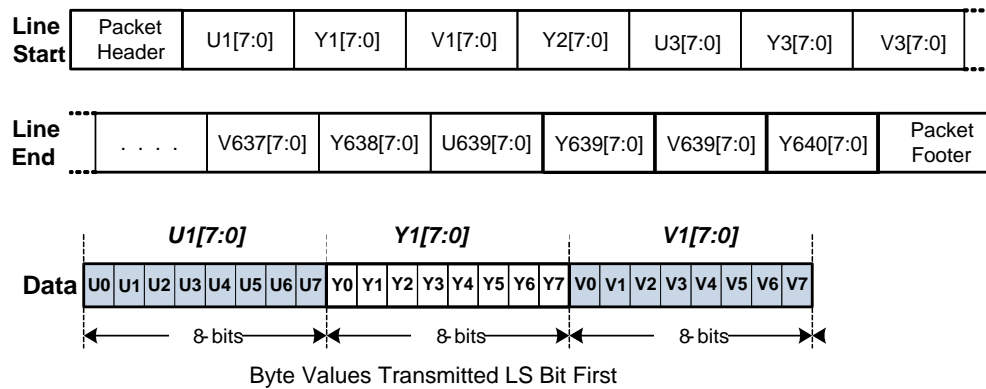 Line Start Packet Header U1[7:0] Y1[7:0] V1[7:0] Y2[7:0] U3[7:0] Y3[7:0] V3[7:0]
Line End . . . . V637[7:0] Y638[7:0] U639[7:0] Y639[7:0] V639[7:0] Y640[7:0] Packet Footer
U1[7:0] Y1[7:0] V1[7:0]
Data U0 U1 U2 U3 U4 U5 U6 U7 Y0 Y1 Y2 Y3 Y4 Y5 Y6 Y7 V0 V1 V2 V3 V4 V5 V6 V7
8-bits 8-bits 8-bits
Byte Values Transmitted LS Bit First